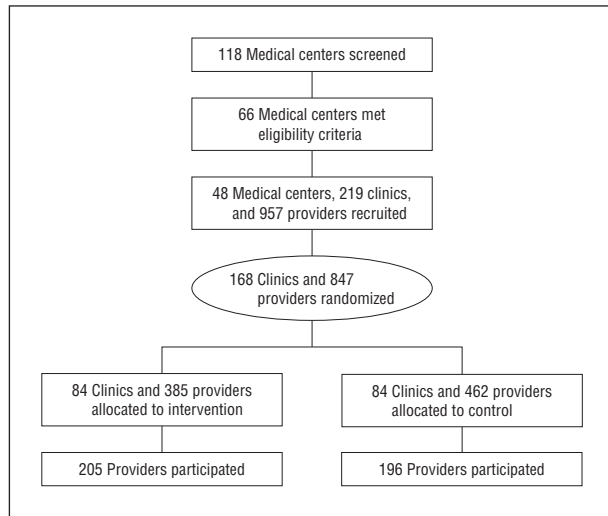 118 Medical centers screened
66 Medical centers met
eligibility criteria
48 Medical centers, 219 clinics,
and 957 providers recruited
168 Clinics and 847
providers randomized
84 Clinics and 385 providers
allocated to intervention
84 Clinics and 462 providers
allocated to control
205 Providers participated
196 Providers participated